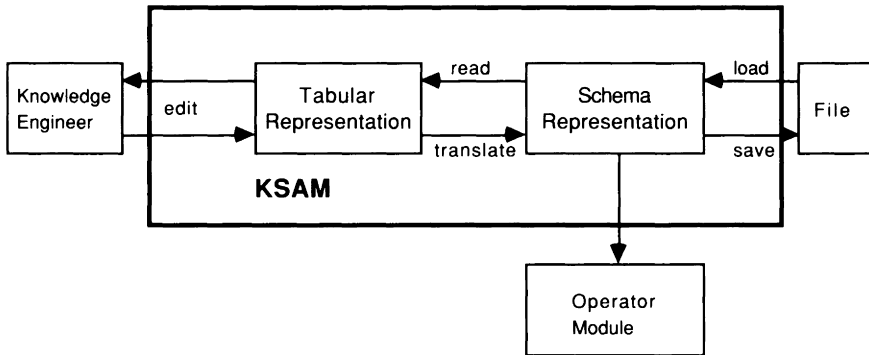 Knowledge
Engineer
edit
Tabular
Representation
read
translate
Schema
Representation
load
save
File
KSAM
Operator
Module